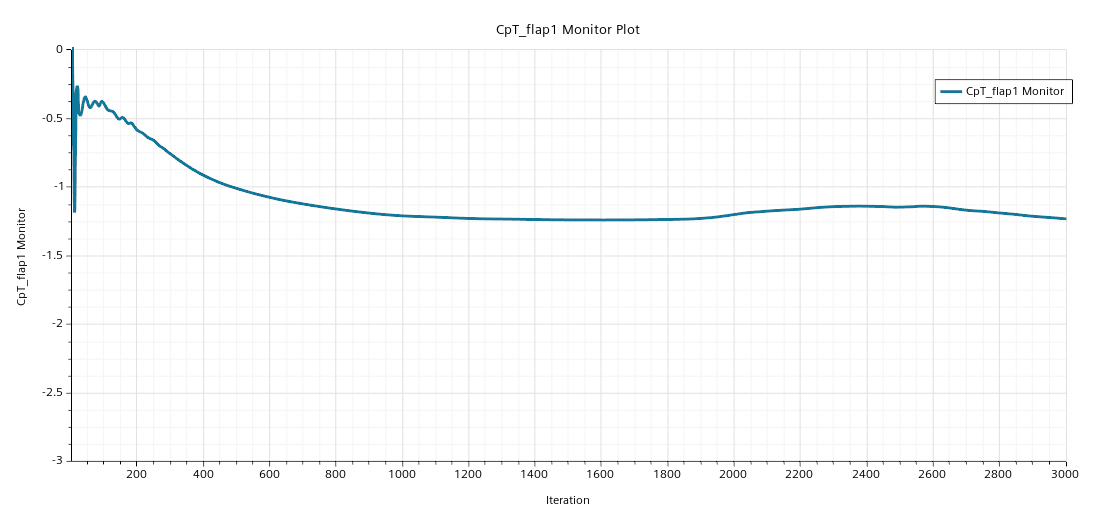 CpT_flap1 Monitor Plot
CpT_flap1 Monitor
CpT_flap1 Monitor
0
-0.5
-1
-1.5
-2
-2.5
-3
200 400 600 800 1000 1200 1400 1600 1800 2000 2200 2400 2600 2800 3000
Iteration